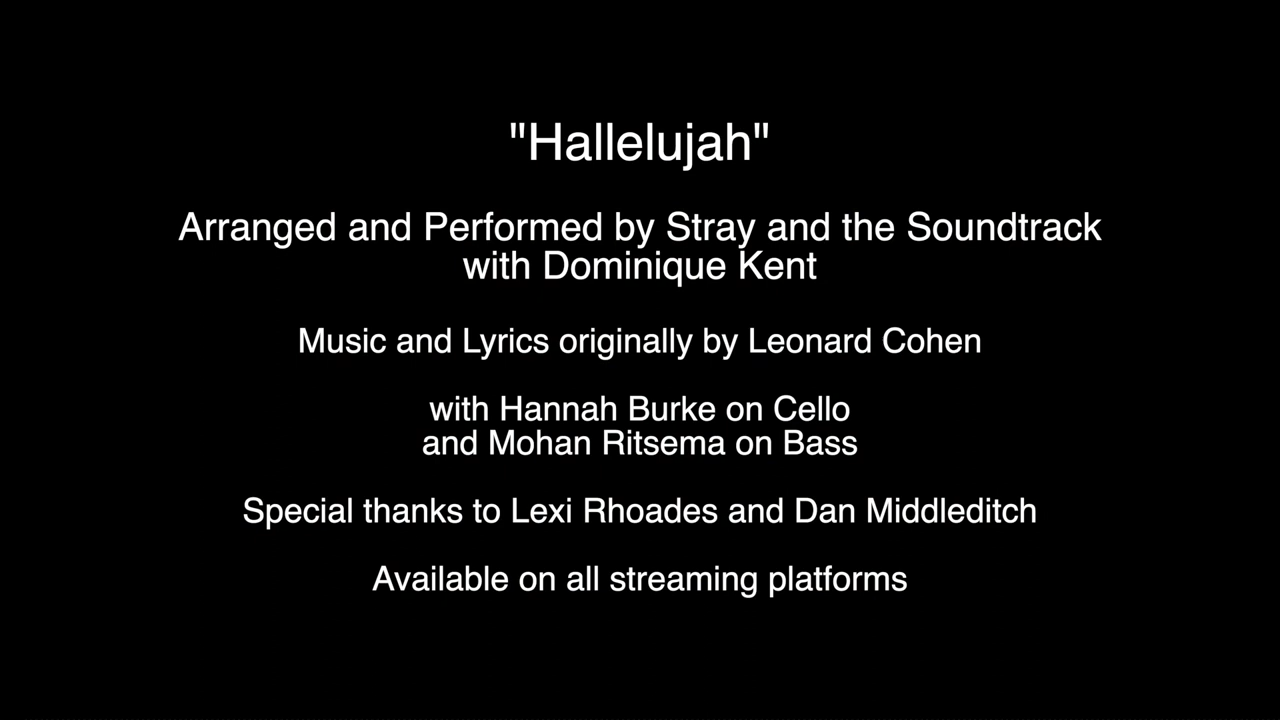 "Hallelujah"
Arranged and Performed by Stray and the Soundtrack
with Dominique Kent
Music and Lyrics originally by Leonard Cohen
with Hannah Burke on Cello
and Mohan Ritsema on Bass
Special thanks to Lexi Rhoades and Dan Middleditch
Available on all streaming platforms